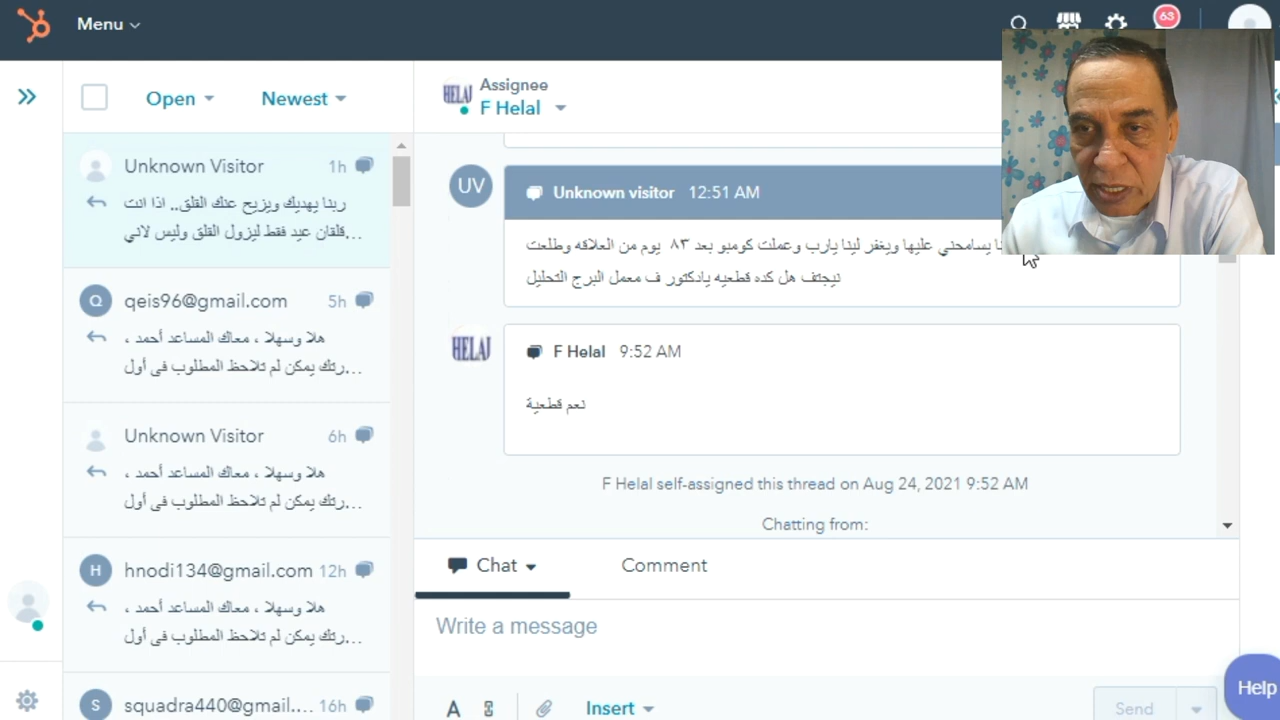 Menu
63
Open
Newest
Assignee
HELAL
F Helal
Unknown Visitor
1h
ربنا يهديك ويزيح عنك القلق.. اذا انت
قلقان عيد فقط ليزول القلق وليس لاني...
Q
qeis96@gmail.com
5h
هلا وسهلا ، معاك المساعد أحمد ،
رتك يمكن لم تلاحظ المطلوب فى أول...
Unknown Visitor
6h
هلا وسهلا ، معاك المساعد أحمد ،
رتك يمكن لم تلاحظ المطلوب فى أول...
H
hnodi134@gmail.com
12h
هلا وسهلا ، معاك المساعد أحمد ،
رتك يمكن لم تلاحظ المطلوب فى أول...
S
squadra440@gmail....
16h
UV
Unknown visitor
12:51 AM
يسامحني عليها ويغفر لينا يارب وعملت كومبو بعد ٨٣ يوم من العلاقه وطلعت
نيجتف هل كده قطعيه يادكتور ف معمل البرج التحليل
HELAL
F Helal
9:52 AM
نعم قطعية
F Helal self-assigned this thread on Aug 24, 2021 9:52 AM
Chatting from:
Chat
Comment
Write a message
A
Insert
Send
Help